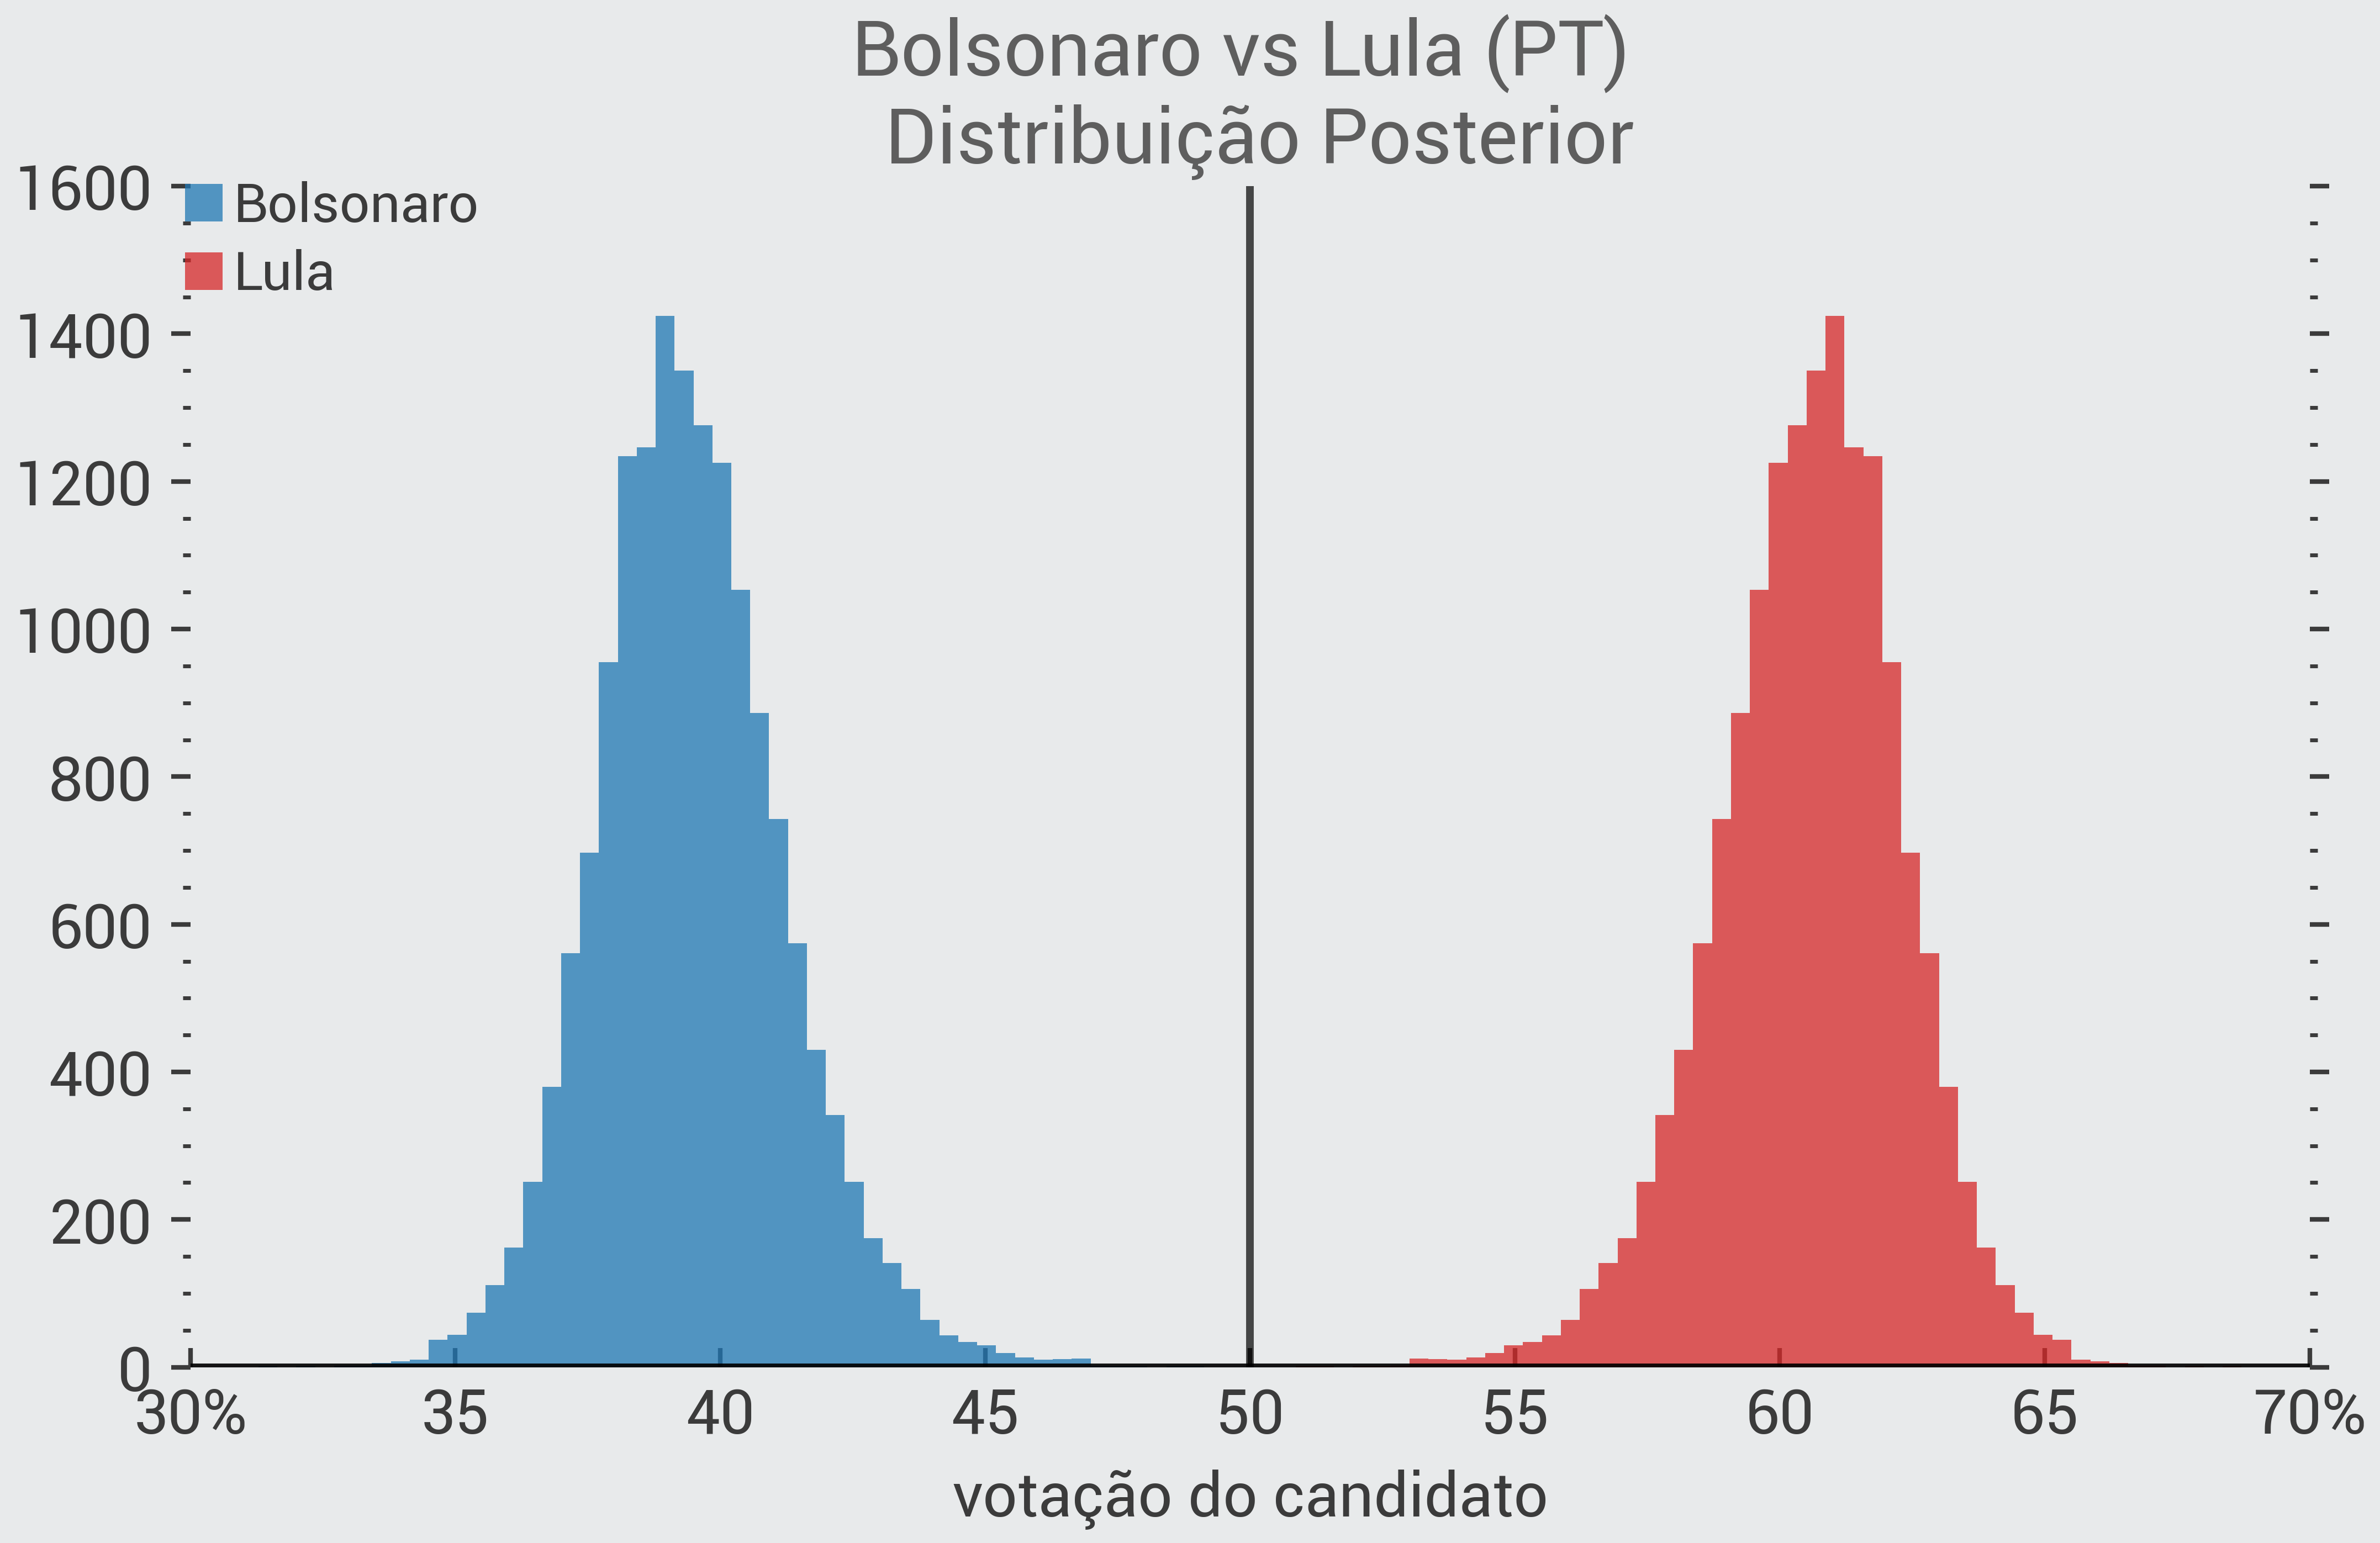 Bolsonaro vs Lula (PT)
Distribuição Posterior
Bolsonaro
Lula
1600
1400
1200
1000
800
600
400
200
0
30% 35 40 45 50 55 60 65 70%
votação do candidato